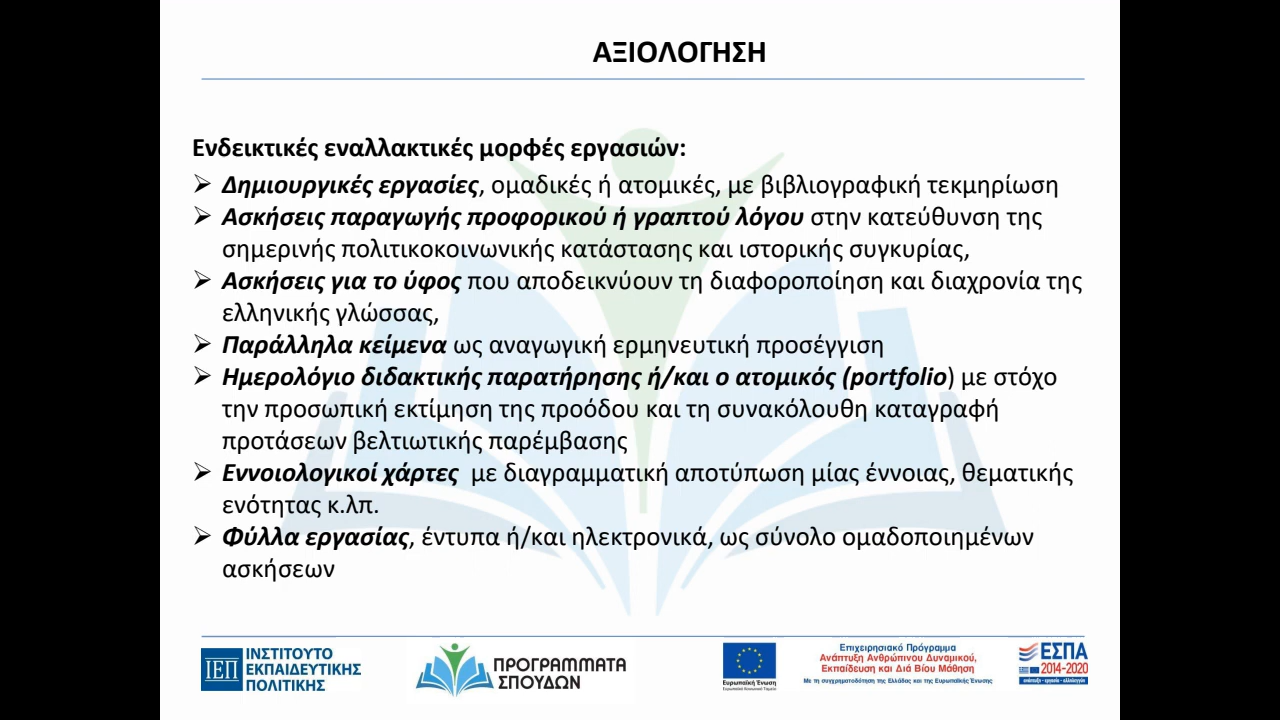 ΑΞΙΟΛΟΓΗΣΗ
Ενδεικτικές εναλλακτικές μορφές εργασιών:
➢ Δημιουργικές εργασίες, ομαδικές ή ατομικές, με βιβλιογραφική τεκμηρίωση
➢ Ασκήσεις παραγωγής προφορικού ή γραπτού λόγου στην κατεύθυνση της
σημερινής πολιτικοκοινωνικής κατάστασης και ιστορικής συγκυρίας,
➢ Ασκήσεις για το ύφος που αποδεικνύουν τη διαφοροποίηση και διαχρονία της
ελληνικής γλώσσας,
➢ Παράλληλα κείμενα ως αναγωγική ερμηνευτική προσέγγιση
➢ Ημερολόγιο διδακτικής παρατήρησης ή/και ο ατομικός (portfolio) με στόχο
την προσωπική εκτίμηση της προόδου και τη συνακόλουθη καταγραφή
προτάσεων βελτιωτικής παρέμβασης
➢ Εννοιολογικοί χάρτες με διαγραμματική αποτύπωση μίας έννοιας, θεματικής
ενότητας κ.λπ.
➢ Φύλλα εργασίας, έντυπα ή/και ηλεκτρονικά, ως σύνολο ομαδοποιημένων
ασκήσεων
ΙΕΠ
ΙΝΣΤΙΤΟΥΤΟ
ΕΚΠΑΙΔΕΥΤΙΚΗΣ
ΠΟΛΙΤΙΚΗΣ
ΠΡΟΓΡΑΜΜΑΤΑ
ΣΠΟΥΔΩΝ
Ευρωπαϊκή Ένωση
Ευρωπαϊκό Κοινωνικό Ταμείο
Επιχειρησιακό Πρόγραμμα
Ανάπτυξη Ανθρώπινου Δυναμικού,
Εκπαίδευση και Διά Βίου Μάθηση
Με τη συγχρηματοδότηση της Ελλάδας και της Ευρωπαϊκής Ένωσης
ΕΣΠΑ
2014-2020
ανάπτυξη - εργασία - αλληλεγγύη